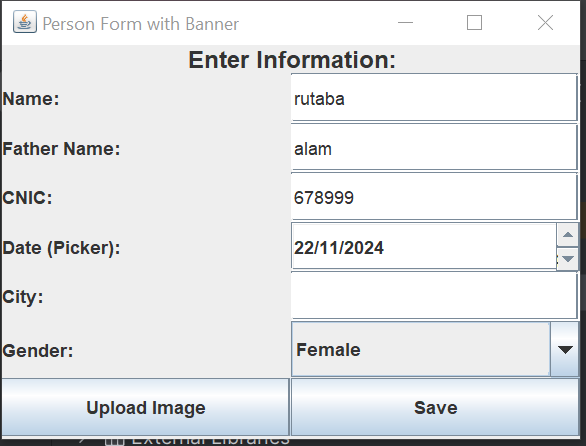 Person Form with Banner
Enter Information:
Name: rutaba
Father Name: alam
CNIC: 678999
Date (Picker): 22/11/2024
City:
Gender: Female
Upload Image Save
External Libraries